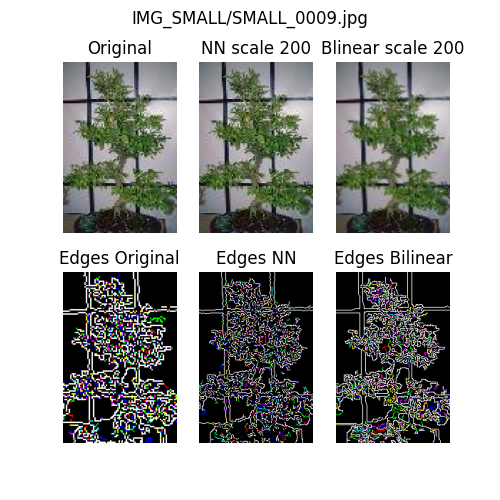 IMG_SMALL/SMALL_0009.jpg
Original NN scale 200 Blinear scale 200
Edges Original Edges NN Edges Bilinear